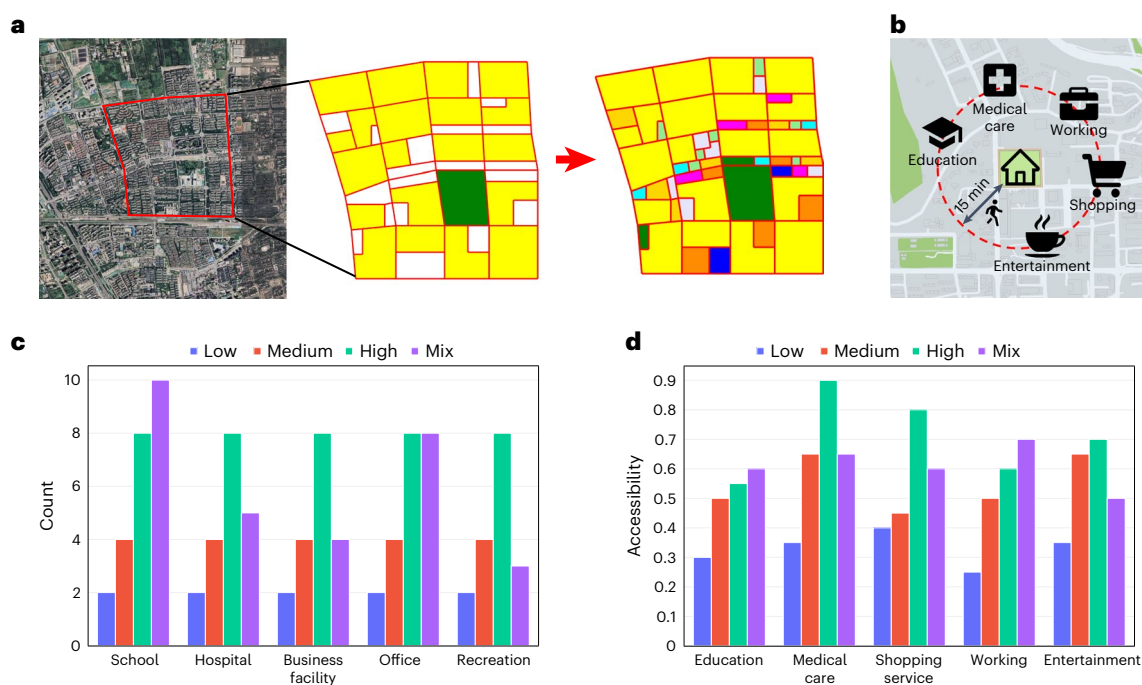 a
b
Medical
care
Working
Education
15 min
Shopping
Entertainment
c
Low Medium High Mix
Count
10
8
6
4
2
0
School Hospital Business
facility Office Recreation
d
Low Medium High Mix
Accessibility
0.9
0.8
0.7
0.6
0.5
0.4
0.3
0.2
0.1
0
Education Medical
care Shopping
service Working Entertainment